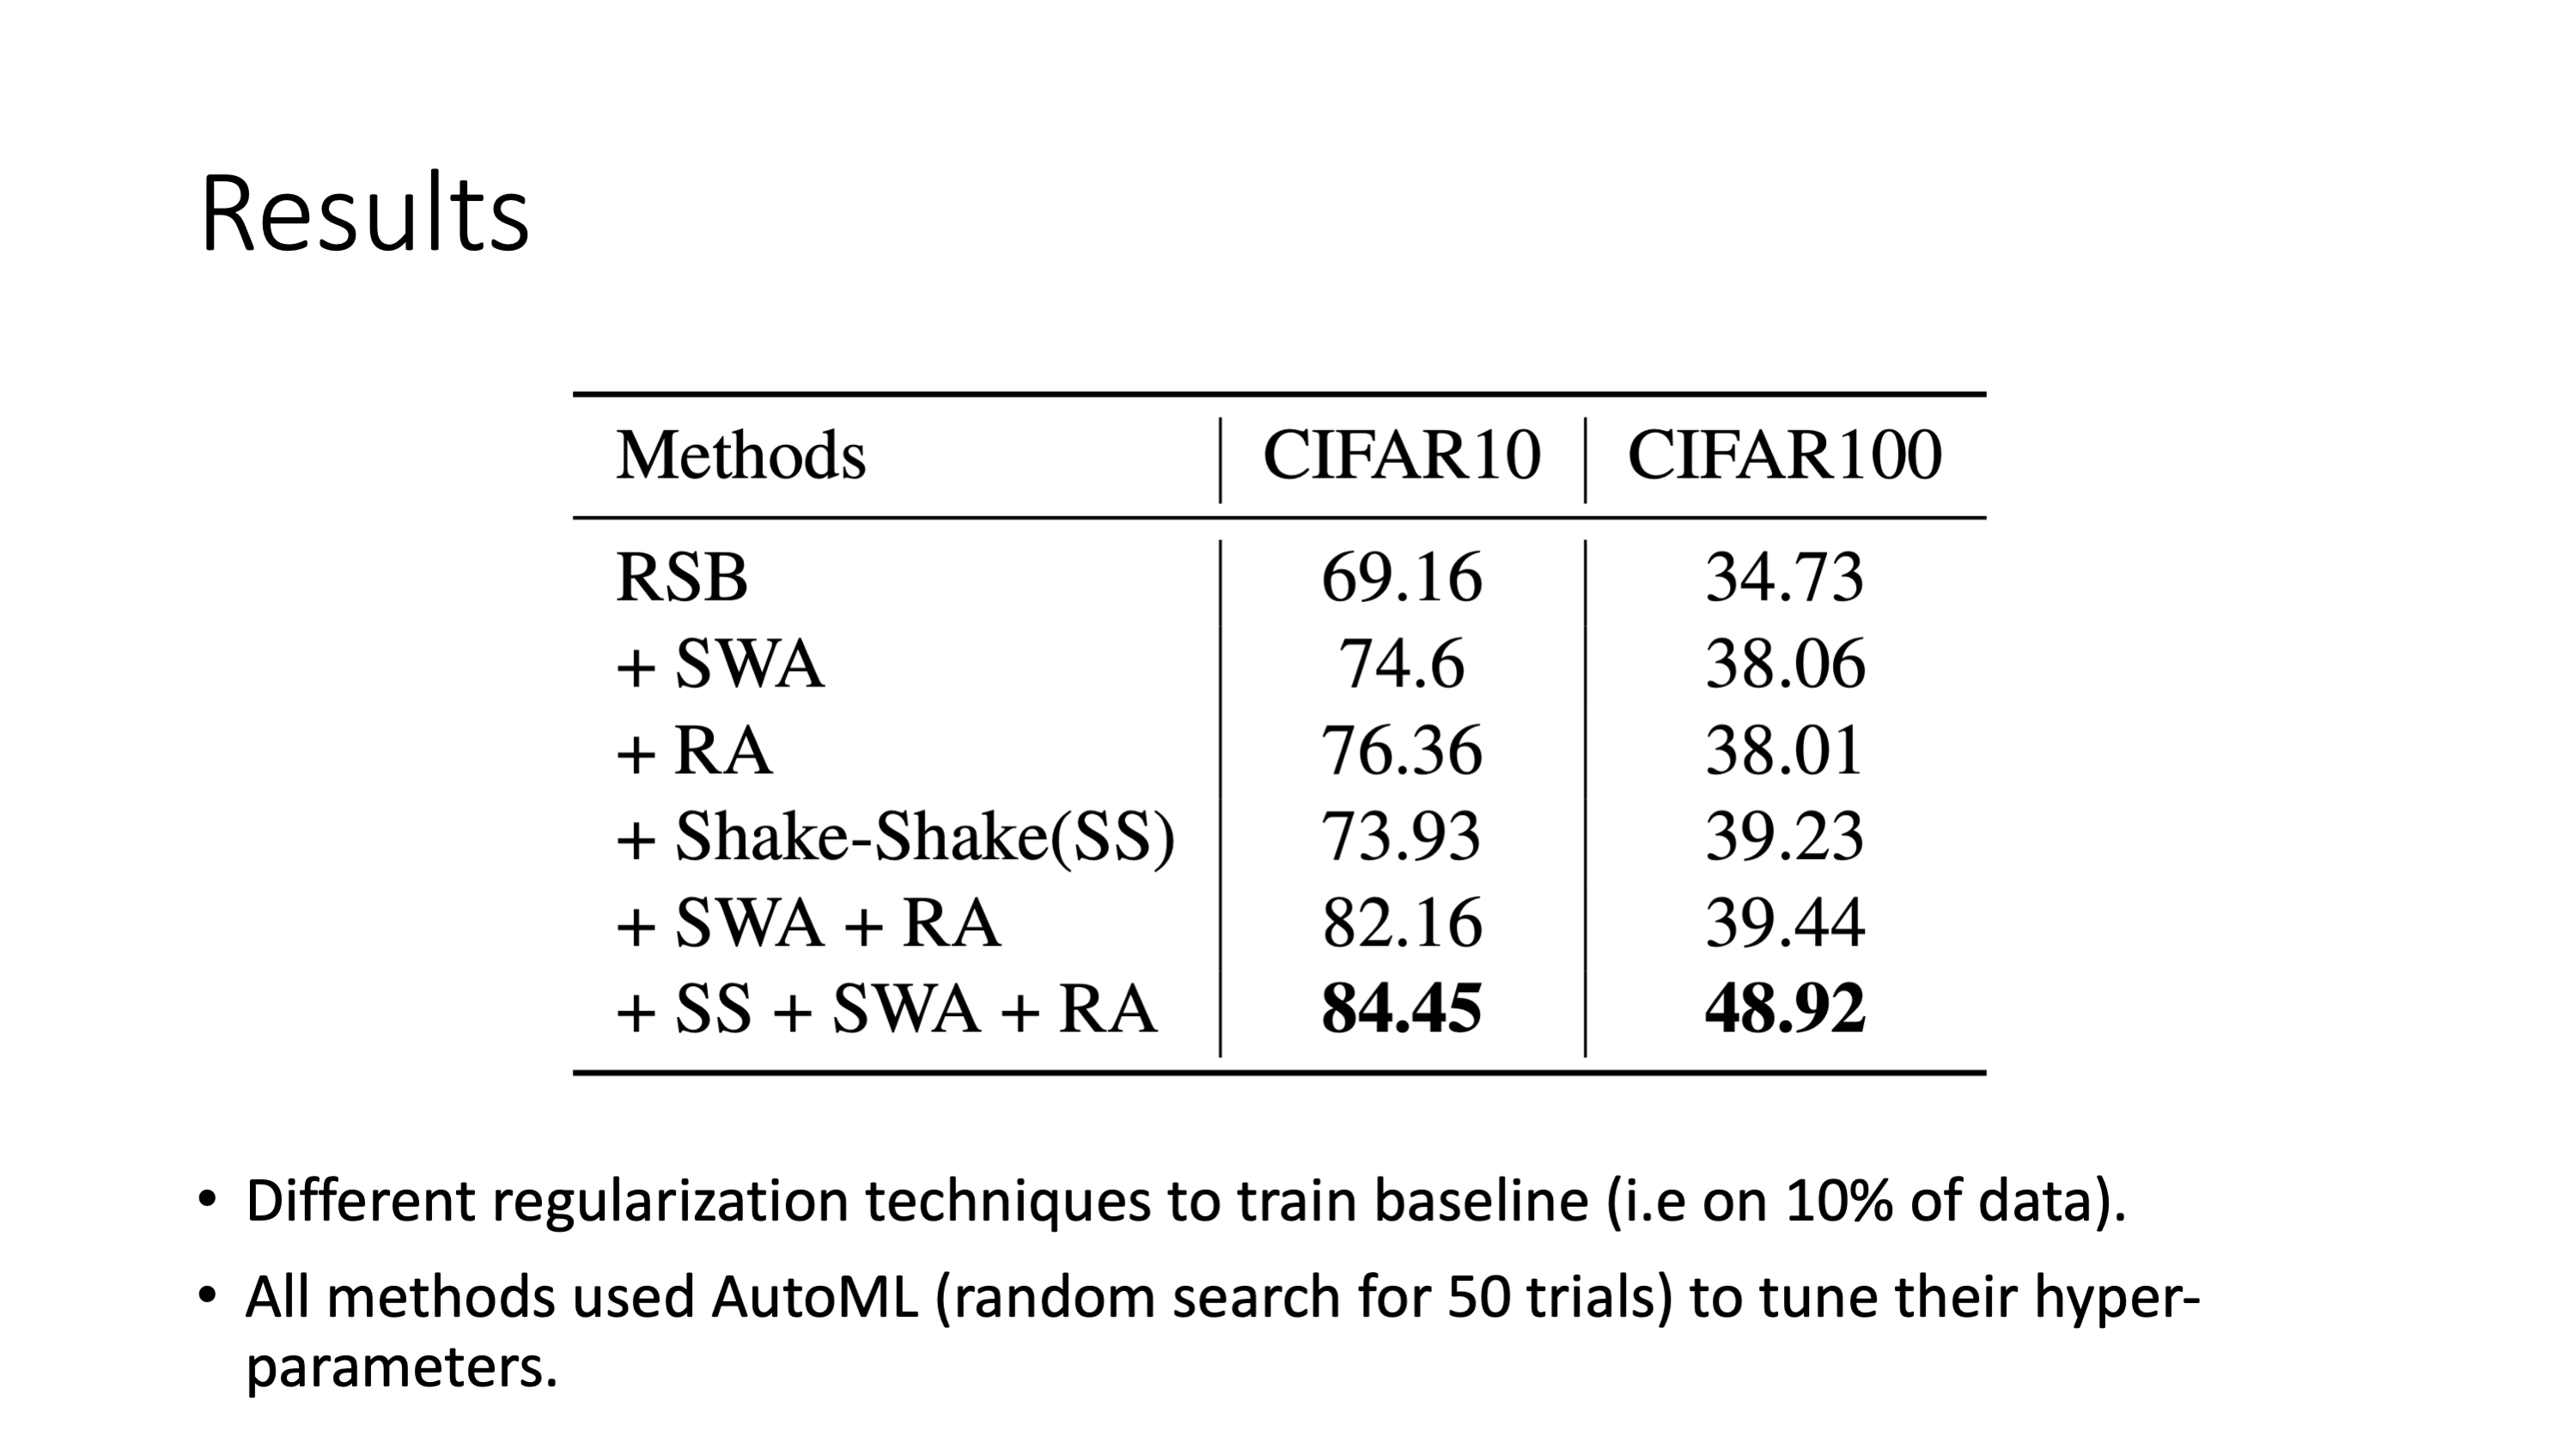 Results
Methods CIFAR10 CIFAR100
RSB 69.16 34.73
+ SWA 74.6 38.06
+ RA 76.36 38.01
+ Shake-Shake(SS) 73.93 39.23
+ SWA + RA 82.16 39.44
+ SS + SWA + RA 84.45 48.92
• Different regularization techniques to train baseline (i.e on 10% of data).
• All methods used AutoML (random search for 50 trials) to tune their hyper-
parameters.